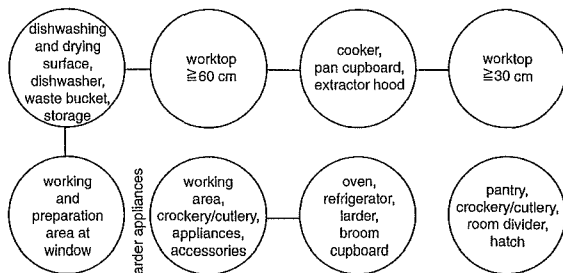 dishwashing
and drying
surface,
dishwasher,
waste bucket,
storage
worktop
≧60 cm
cooker,
pan cupboard,
extractor hood
worktop
≧30 cm
working
and
preparation
area at
window
arder appliances
working
area,
crockery/cutlery,
appliances,
accessories
oven,
refrigerator,
larder,
broom
cupboard
pantry,
crockery/cutlery,
room divider,
hatch